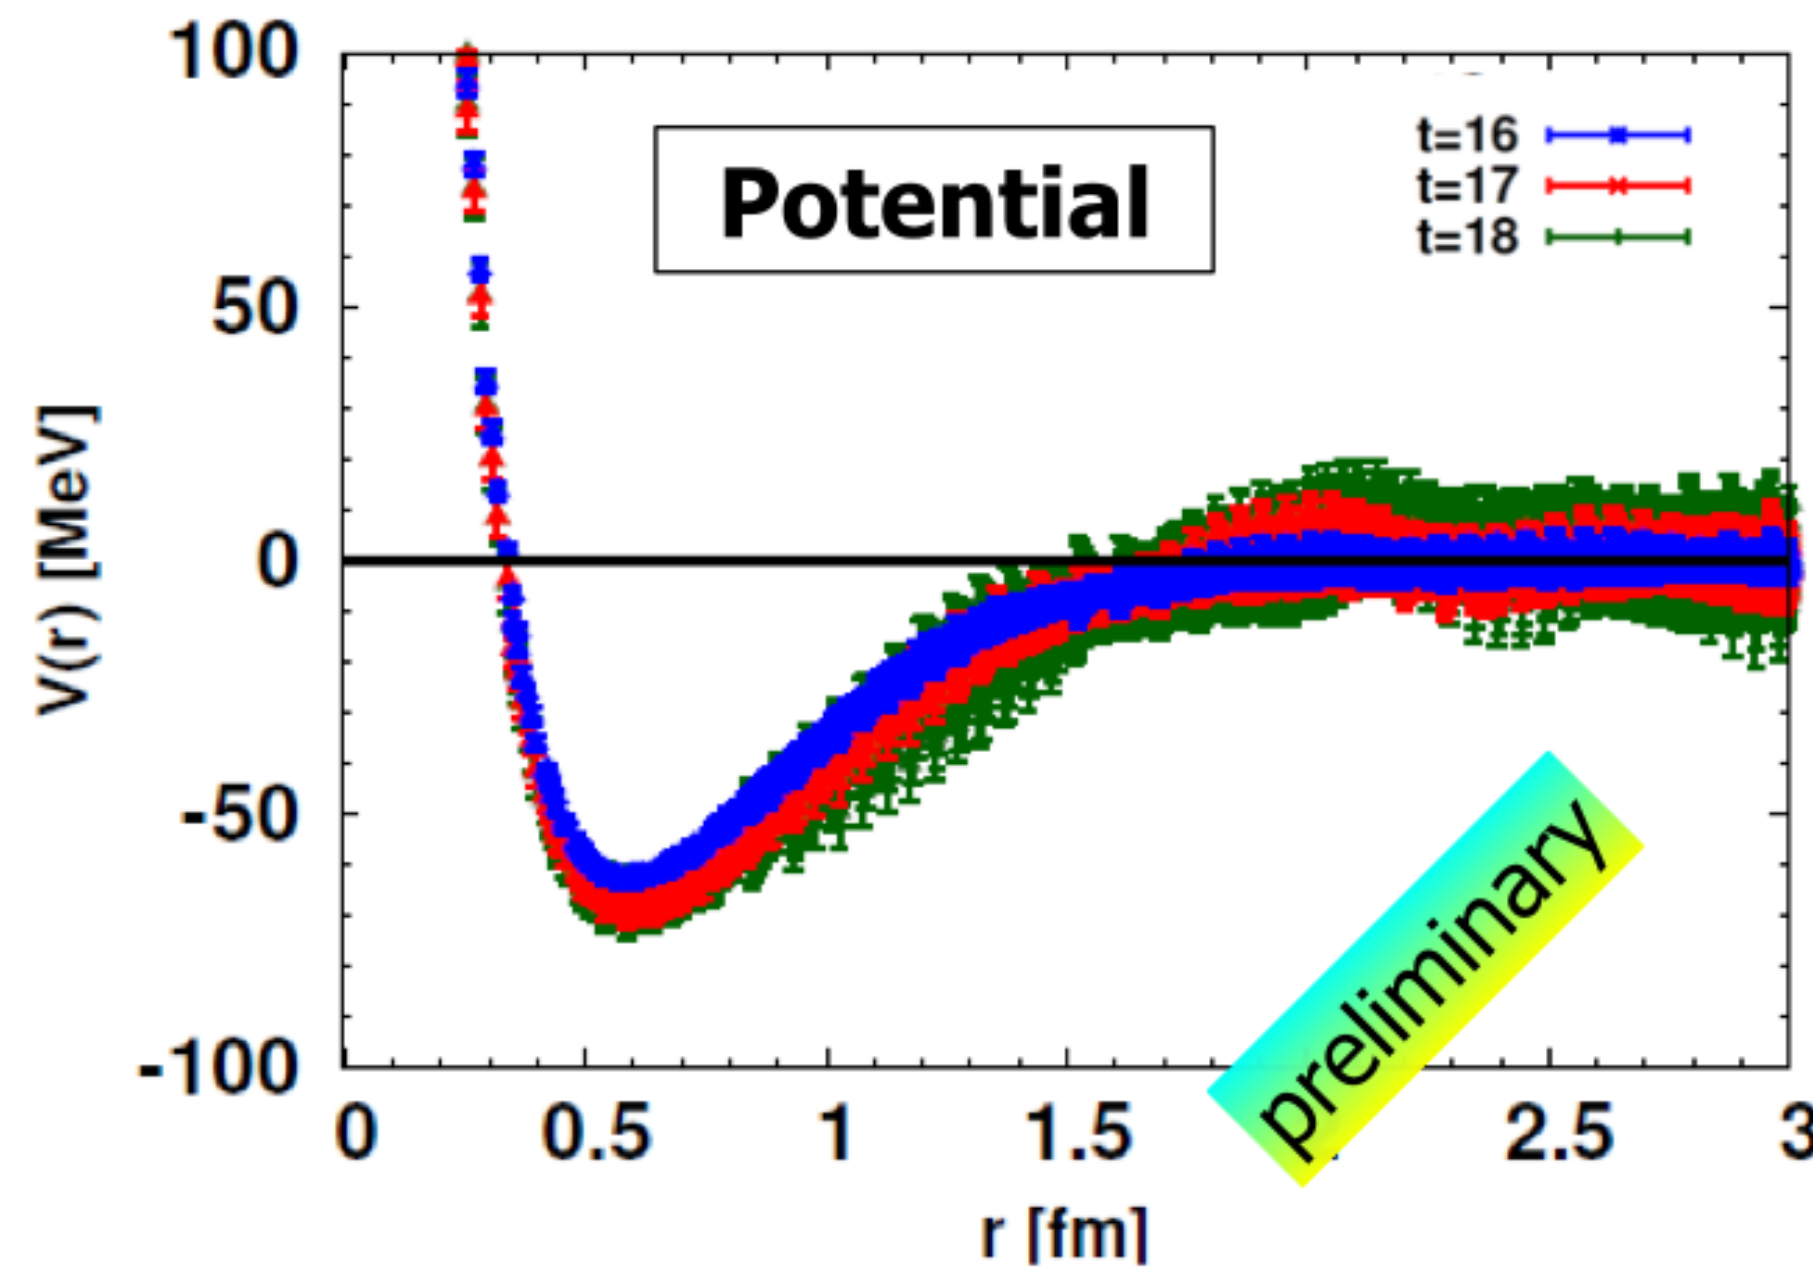 100
50
0
-50
-100
V(r) [MeV]
Potential
t=16
t=17
t=18
preliminary
0 0.5 1 1.5 2.5 3
r [fm]